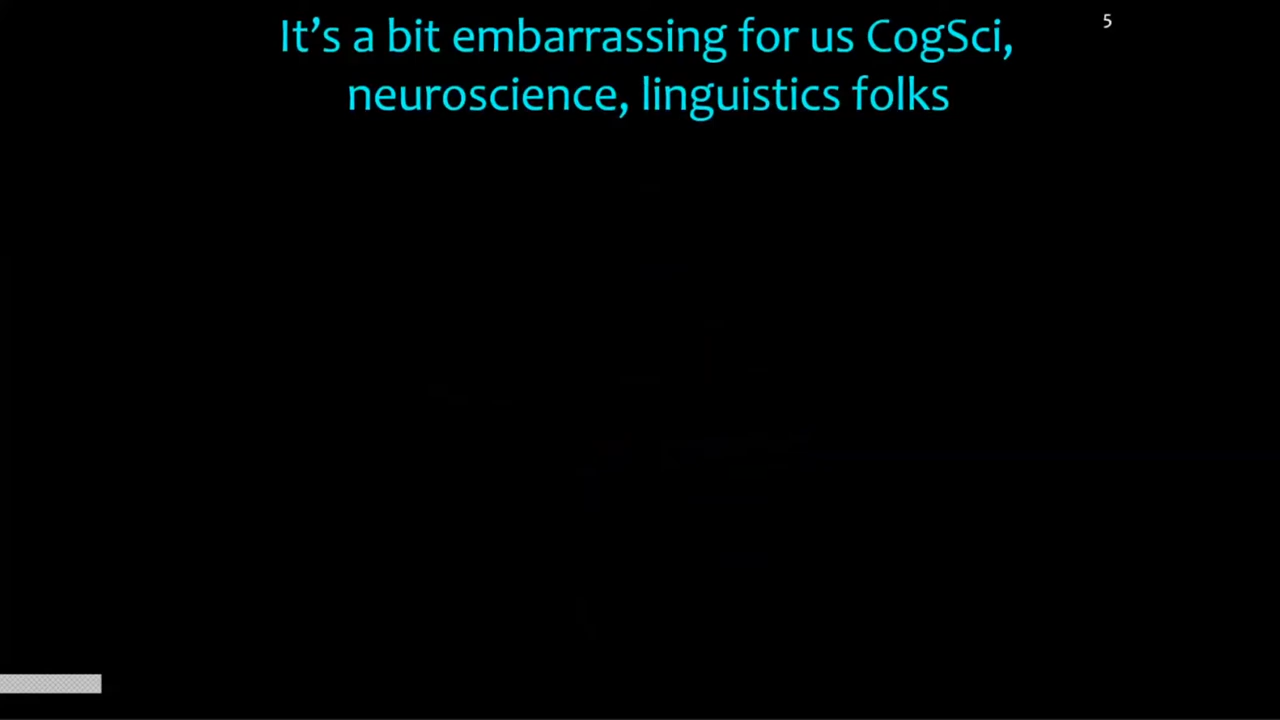 It’s a bit embarrassing for us CogSci,
neuroscience, linguistics folks
5